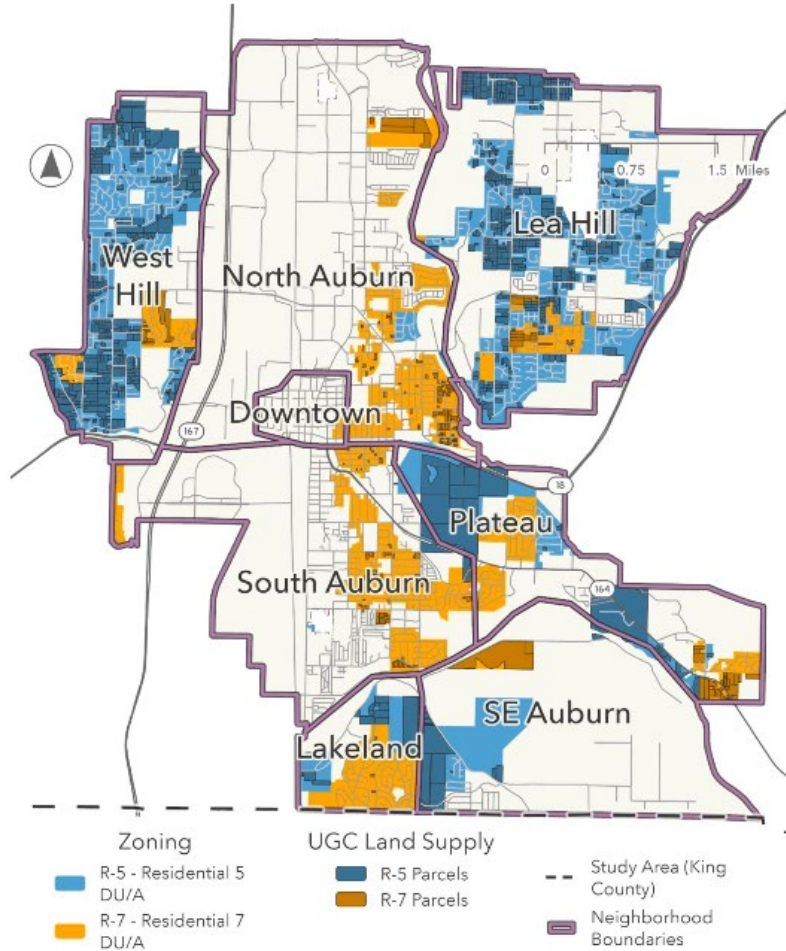 0 0.75 1.5 Miles
Lea Hill
West
Hill
North Auburn
Downtown
167
18
Plateau
South Auburn
164
SE Auburn
Lakeland
Zoning
R-5 - Residential 5
DU/A
R-7 - Residential 7
DU/A
UGC Land Supply
R-5 Parcels
R-7 Parcels
Study Area (King
County)
Neighborhood
Boundaries